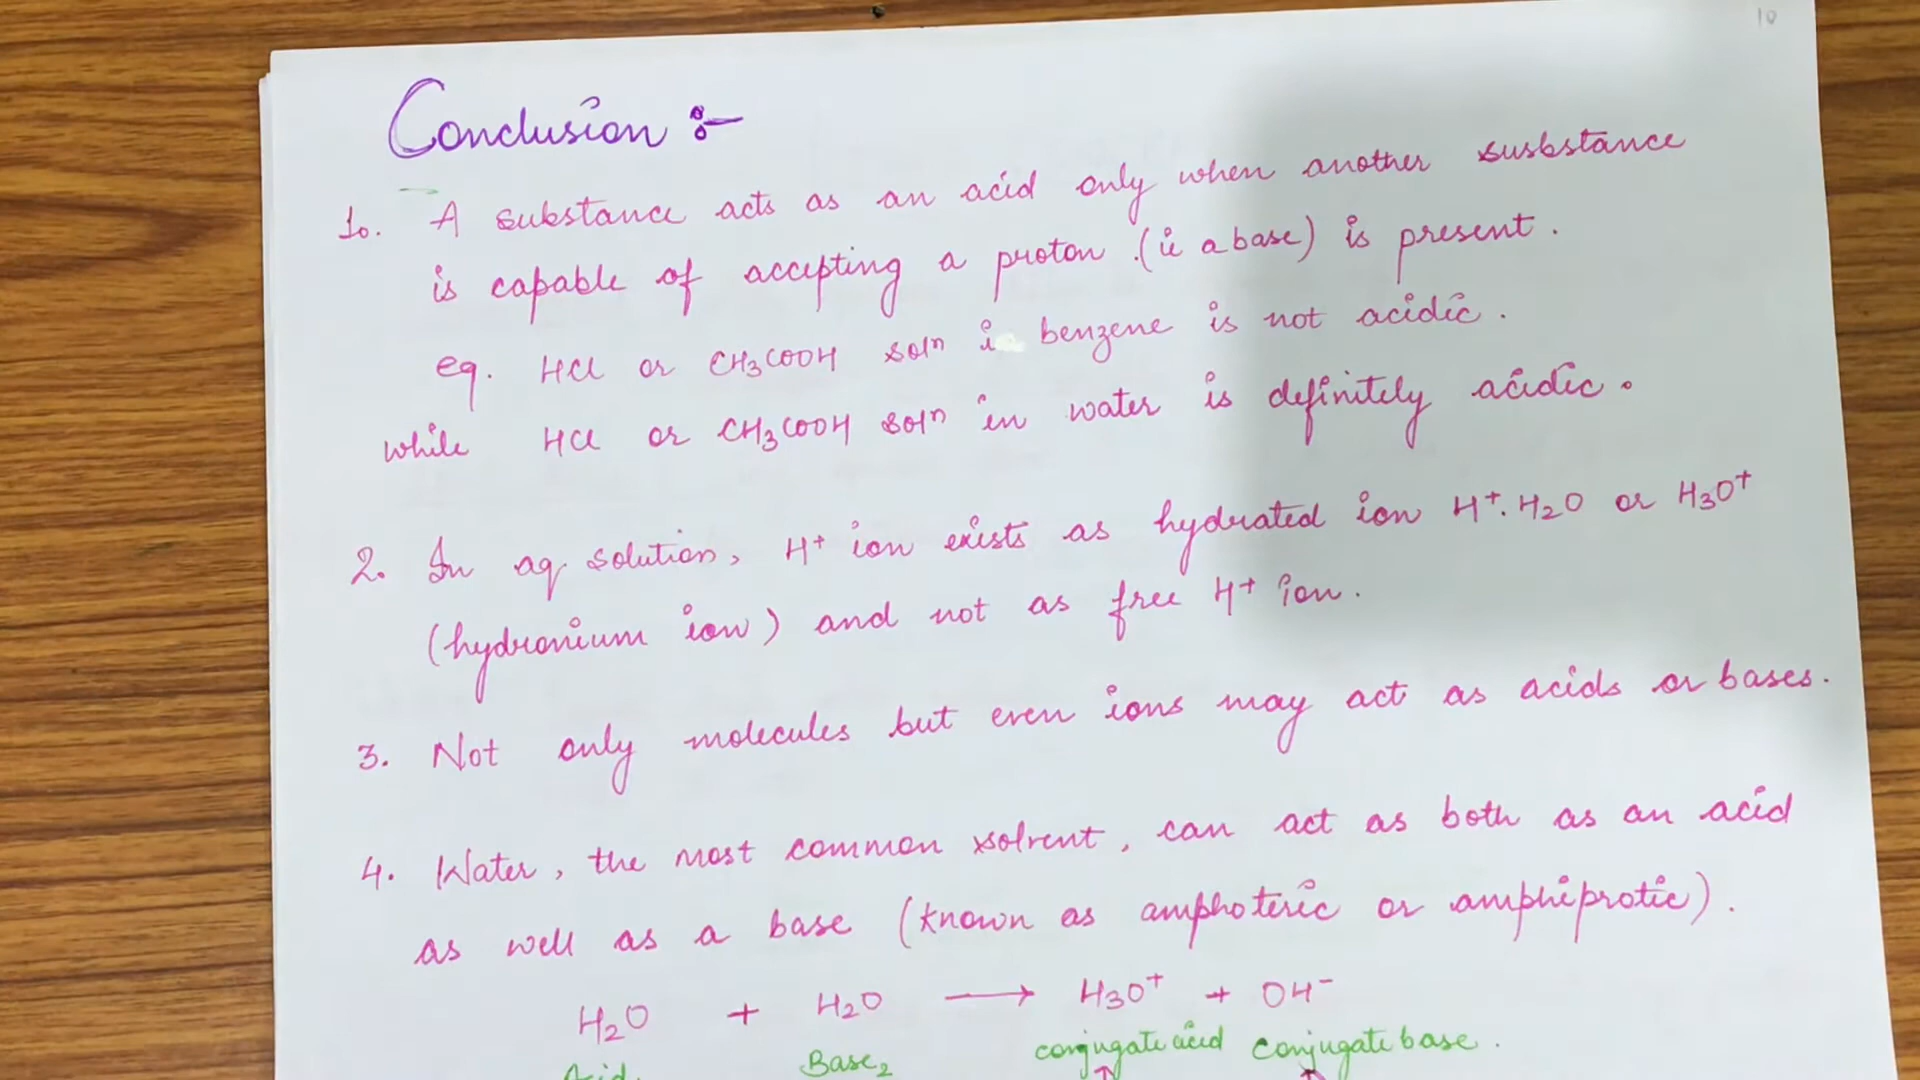 10
Conclusion :-
1. A substance acts as an acid only when another susbstance
is capable of accepting a proton. (ie a base) is present.
eg. HCl or CH3COOH solⁿ i benzene is not acidic.
while HCl or CH3COOH solⁿ in water is definitely acidic.
2. In aq. solution, H⁺ ion exists as hydrated ion H⁺. H2O or H3O⁺
(hydronium ion) and not as free H⁺ ion.
3. Not only molecules but even ions may act as acids or bases.
4. Water, the most common solvent, can act as both as an acid
as well as a base (known as amphoteric or amphiprotic).
H2O + H2O ⟶ H3O⁺ + OH⁻
Acid Base2 conjugate acid conjugate base.